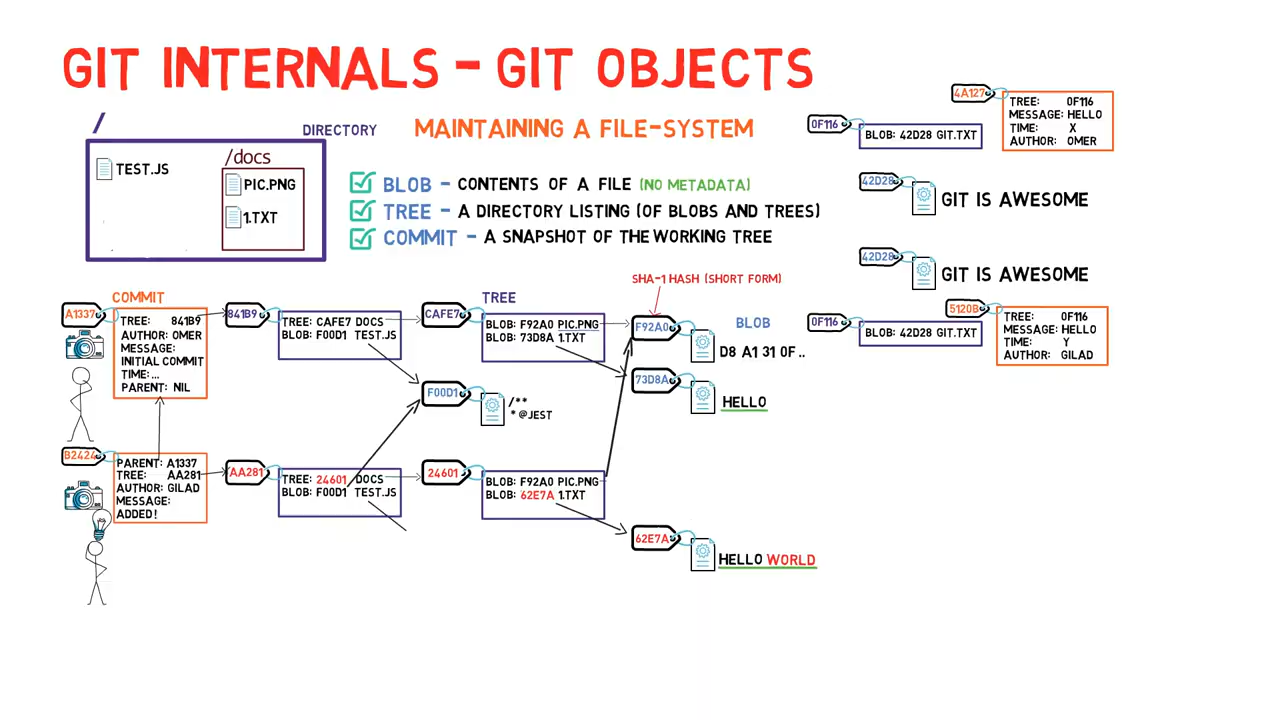 GIT INTERNALS - GIT OBJECTS
/
DIRECTORY
MAINTAINING A FILE-SYSTEM
TEST.JS
/docs
PIC.PNG
1.TXT
BLOB - CONTENTS OF A FILE (NO METADATA)
TREE - A DIRECTORY LISTING (OF BLOBS AND TREES)
COMMIT - A SNAPSHOT OF THE WORKING TREE
SHA-1 HASH (SHORT FORM)
COMMIT
A1337
TREE: 841B9
AUTHOR: OMER
MESSAGE:
INITIAL COMMIT
TIME:...
PARENT: NIL
841B9
TREE: CAFE7 DOCS
BLOB: F00D1 TEST.JS
TREE
CAFE7
BLOB: F92A0 PIC.PNG
BLOB: 73D8A 1.TXT
F92A0
BLOB
D8 A1 31 0F ..
73D8A
HELLO
F00D1
/**
* @JEST
B2424
PARENT: A1337
TREE: AA281
AUTHOR: GILAD
MESSAGE:
ADDED!
AA281
TREE: 24601 DOCS
BLOB: F00D1 TEST.JS
24601
BLOB: F92A0 PIC.PNG
BLOB: 62E7A 1.TXT
62E7A
HELLO WORLD
4A127
TREE: 0F116
MESSAGE: HELLO
TIME: X
AUTHOR: OMER
0F116
BLOB: 42D28 GIT.TXT
42D28
GIT IS AWESOME
42D28
GIT IS AWESOME
5120B
TREE: 0F116
MESSAGE: HELLO
TIME: Y
AUTHOR: GILAD
0F116
BLOB: 42D28 GIT.TXT